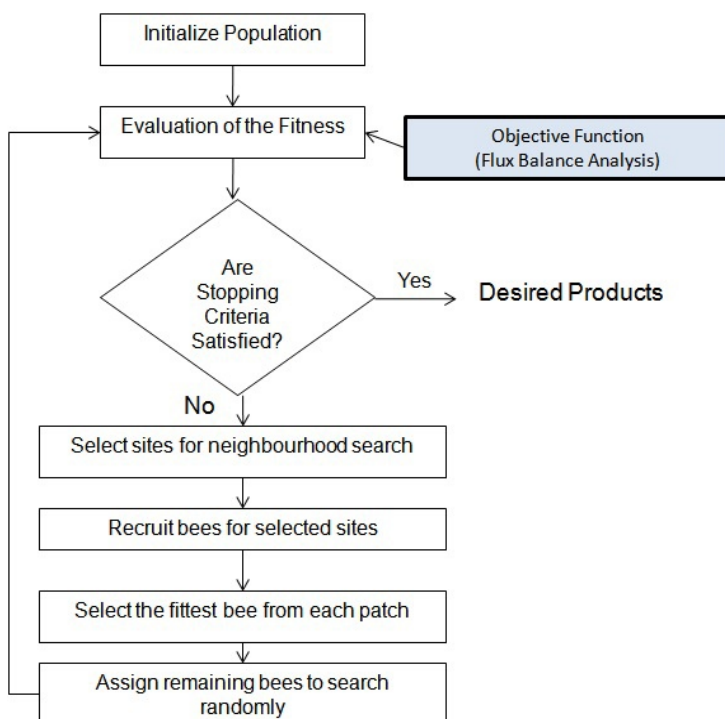 Initialize Population
Evaluation of the Fitness
Objective Function
(Flux Balance Analysis)
Are
Stopping
Criteria
Satisfied?
Yes
Desired Products
No
Select sites for neighbourhood search
Recruit bees for selected sites
Select the fittest bee from each patch
Assign remaining bees to search
randomly